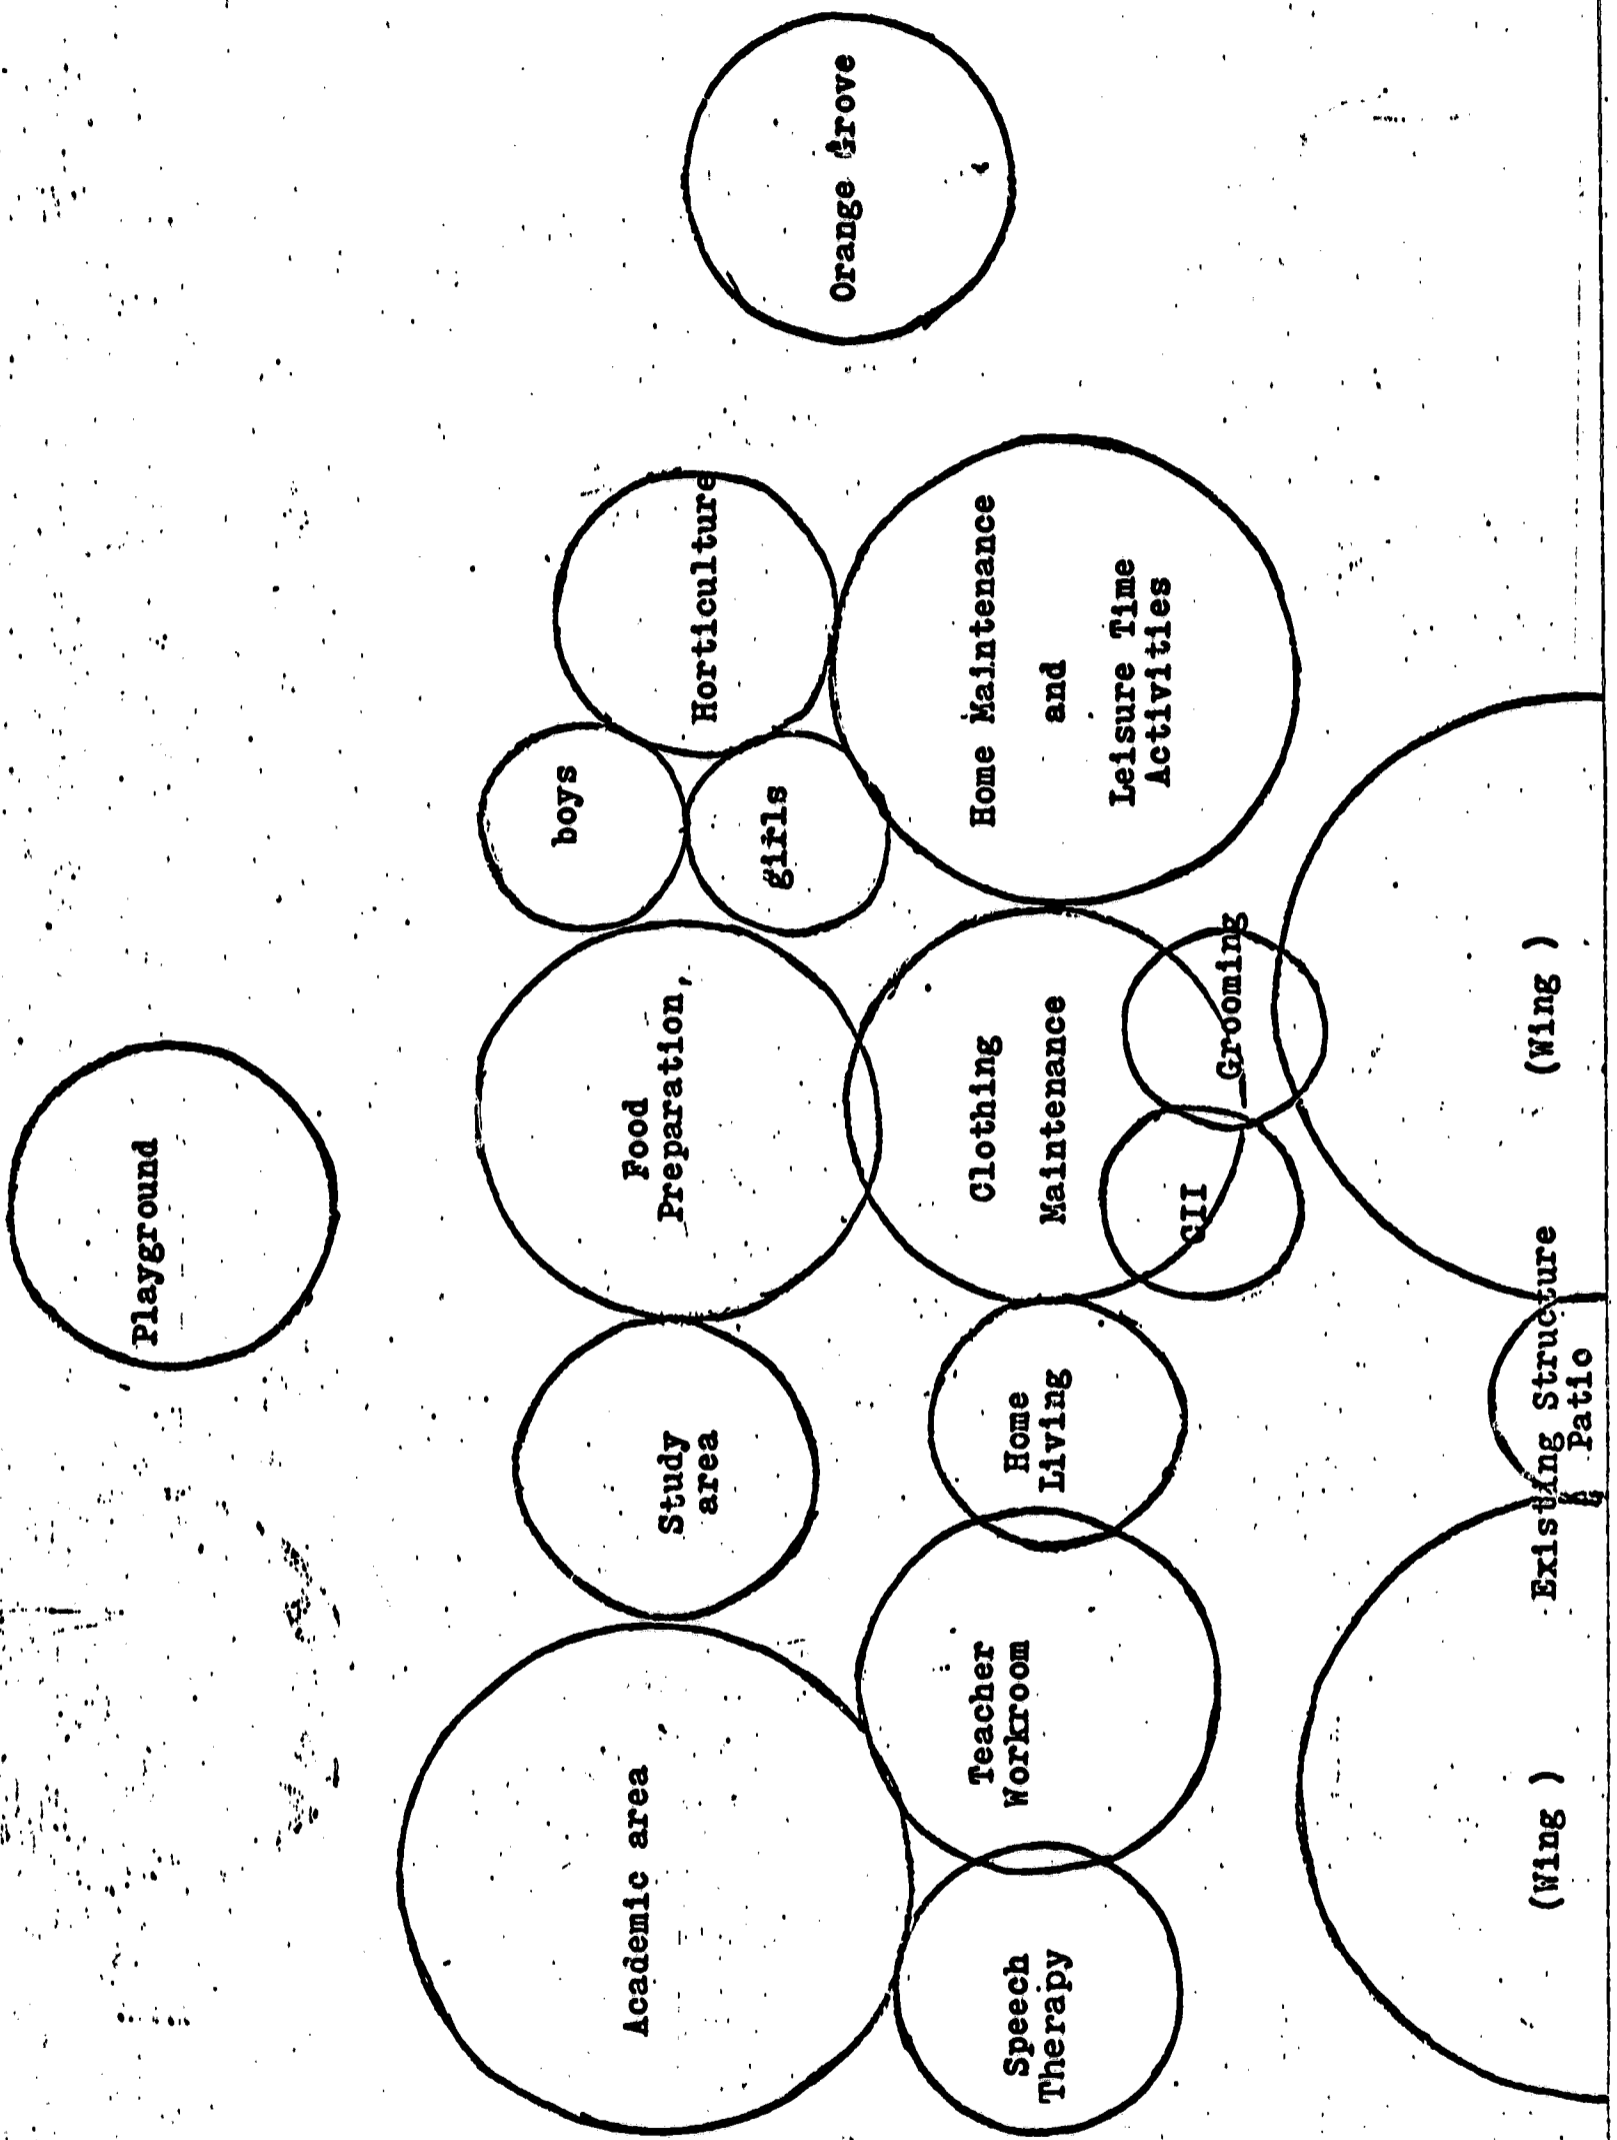 Playground
Orange Grove
Academic area
Study
area
Food
Preparation,
boys
girls
Horticulture
Speech
Therapy
Teacher
Workroom
Home
Living
Clothing
Maintenance
CII
Grooming
Home Maintenance
and
Leisure Time
Activities
(Wing )
Existing Structure
&
Patio
(Wing )